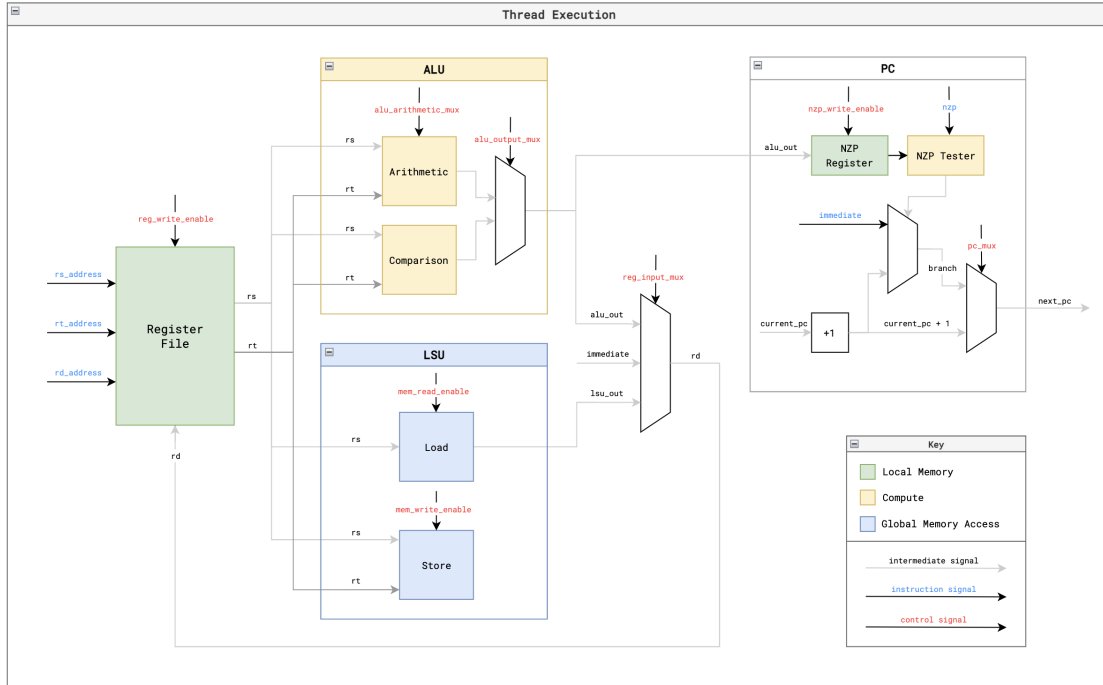 Thread Execution
ALU
alu_arithmetic_mux
alu_output_mux
rs
Arithmetic
rt
rs
Comparison
rt
PC
nzp_write_enable
nzp
alu_out
NZP
Register
NZP Tester
immediate
pc_mux
branch
current_pc
+1
current_pc + 1
next_pc
reg_write_enable
rs_address
rt_address
rd_address
Register
File
rs
rt
rd
reg_input_mux
alu_out
immediate
lsu_out
rd
LSU
mem_read_enable
rs
Load
mem_write_enable
rs
Store
rt
Key
Local Memory
Compute
Global Memory Access
intermediate signal
instruction signal
control signal